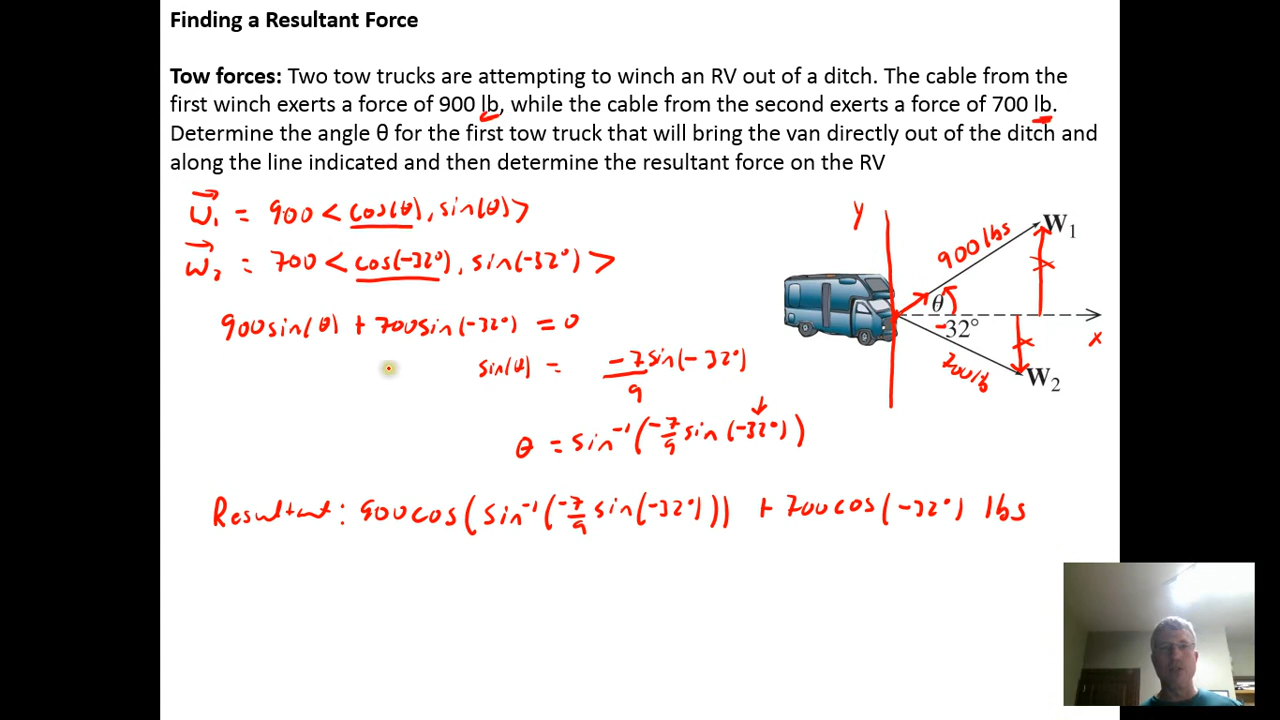 Finding a Resultant Force
Tow forces: Two tow trucks are attempting to winch an RV out of a ditch. The cable from the
first winch exerts a force of 900 lb, while the cable from the second exerts a force of 700 lb.
Determine the angle θ for the first tow truck that will bring the van directly out of the ditch and
along the line indicated and then determine the resultant force on the RV
w₁ = 900 < cos(θ), sin(θ)>
w₂ = 700 < cos(-32°), sin(-32°) >
900sin(θ) + 700sin(-32°) = 0
sin(θ) = -7sin(-32°)/9
θ = sin⁻¹(-7/9 sin(-32°))
Resultant: 900cos(sin⁻¹(-7/9 sin(-32°))) + 700cos(-32°) lbs
y
900 lbs
W₁
θ
-32°
x
700 lb
W₂